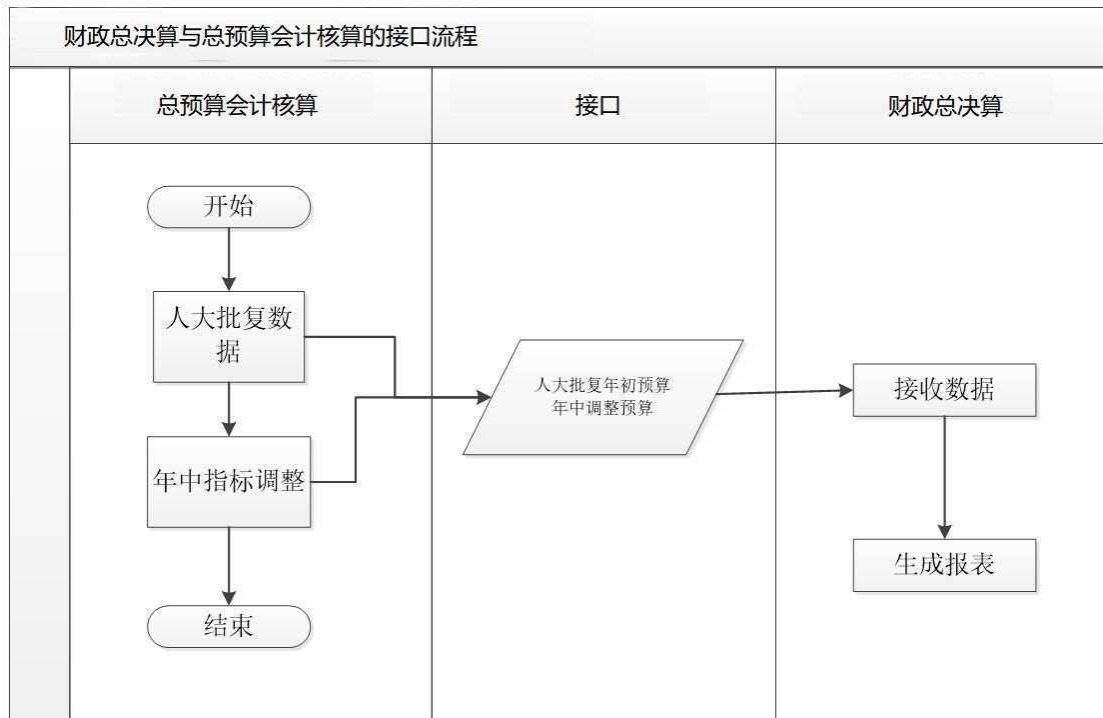 财政总决算与总预算会计核算的接口流程
总预算会计核算
接口
财政总决算
开始
人大批复数
据
年中指标调整
结束
人大批复年初预算
年中调整预算
接收数据
生成报表